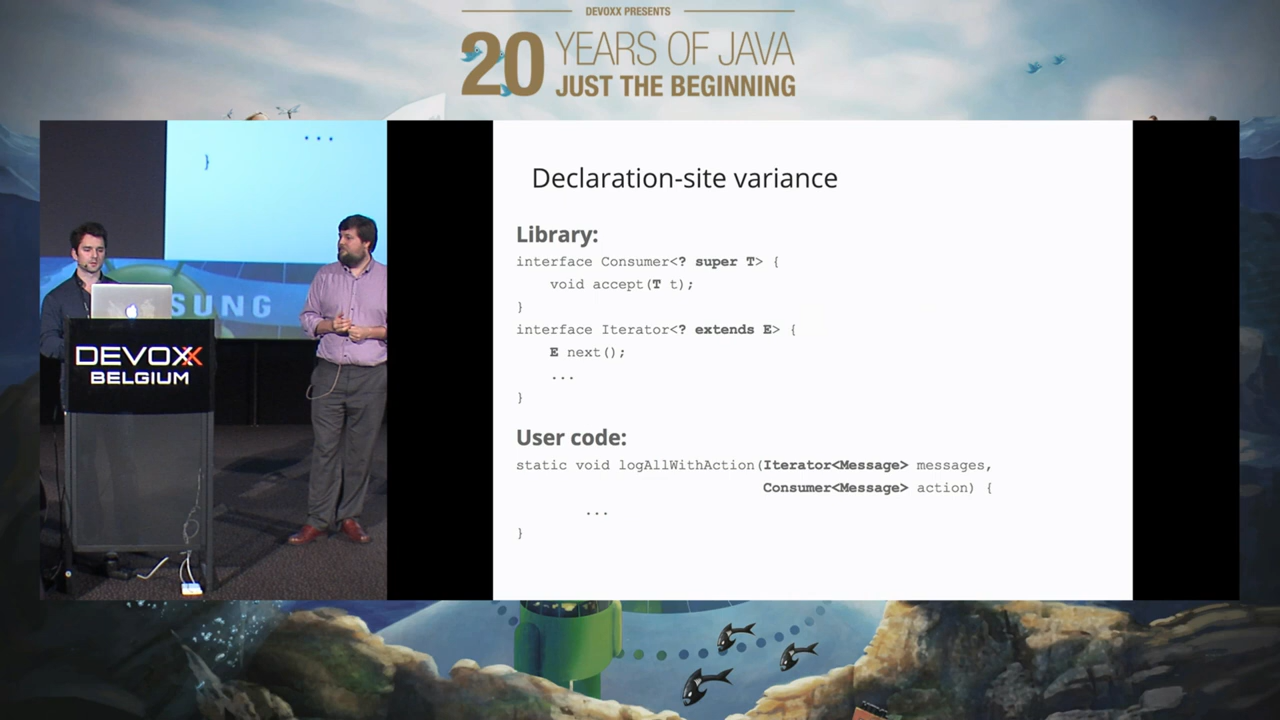 DEVOXX PRESENTS
20 YEARS OF JAVA
JUST THE BEGINNING
...
}
SUNG
DEVOXX
BELGIUM
Declaration-site variance
Library:
interface Consumer<? super T> {
    void accept(T t);
}
interface Iterator<? extends E> {
    E next();
    ...
}
User code:
static void logAllWithAction(Iterator<Message> messages,
                             Consumer<Message> action) {
        ...
}